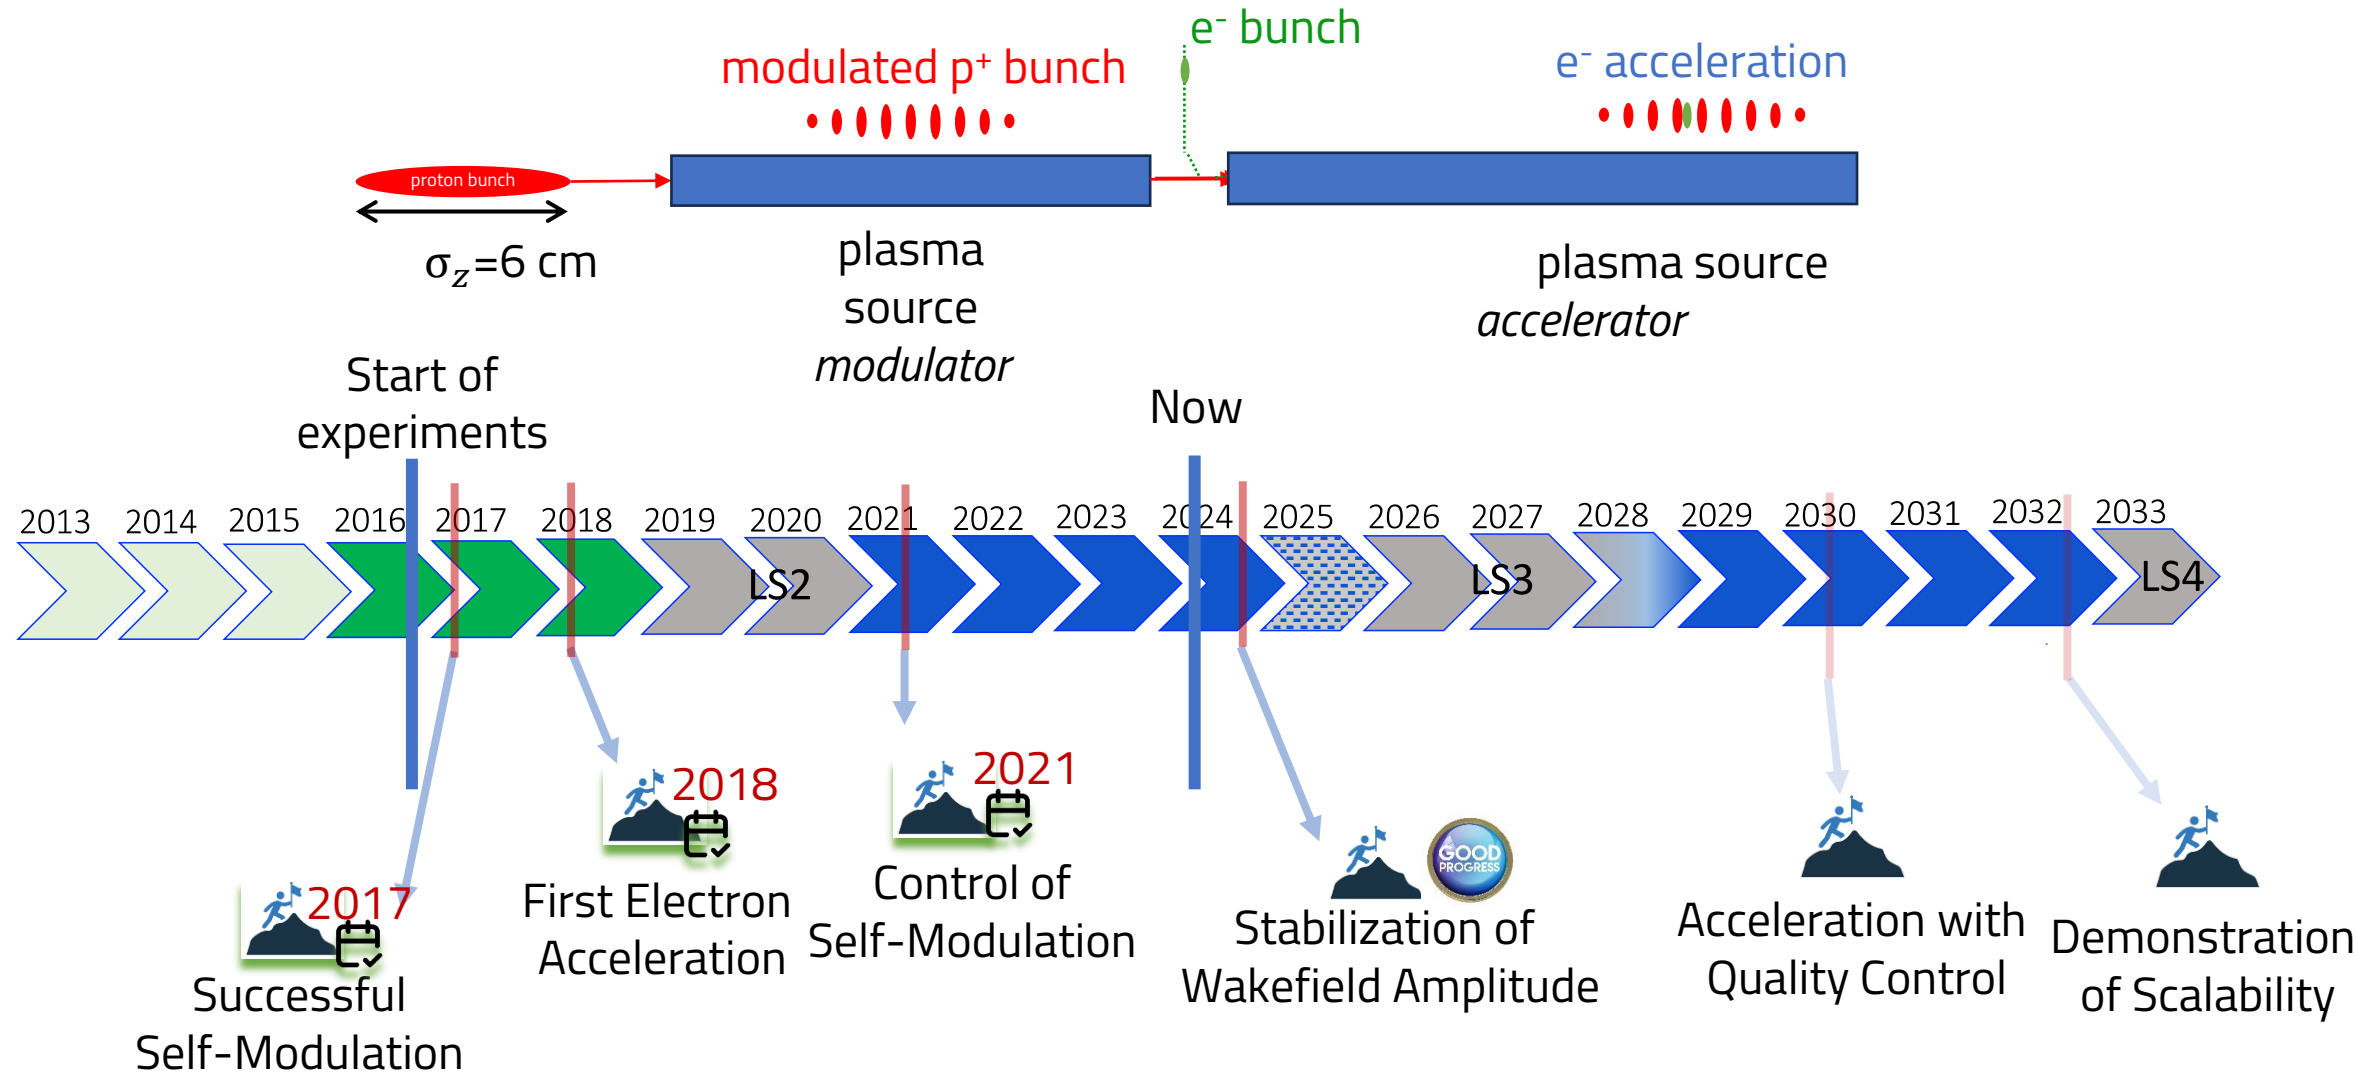 e⁻ bunch
modulated p⁺ bunch
e⁻ acceleration
proton bunch
σ_z=6 cm
plasma
source
modulator
plasma source
accelerator
Start of
experiments
Now
2013 2014 2015 2016 2017 2018 2019 2020 2021 2022 2023 2024 2025 2026 2027 2028 2029 2030 2031 2032 2033
LS2 LS3 LS4
2017
Successful
Self-Modulation
2018
First Electron
Acceleration
2021
Control of
Self-Modulation
GOOD
PROGRESS
Stabilization of
Wakefield Amplitude
Acceleration with
Quality Control
Demonstration
of Scalability